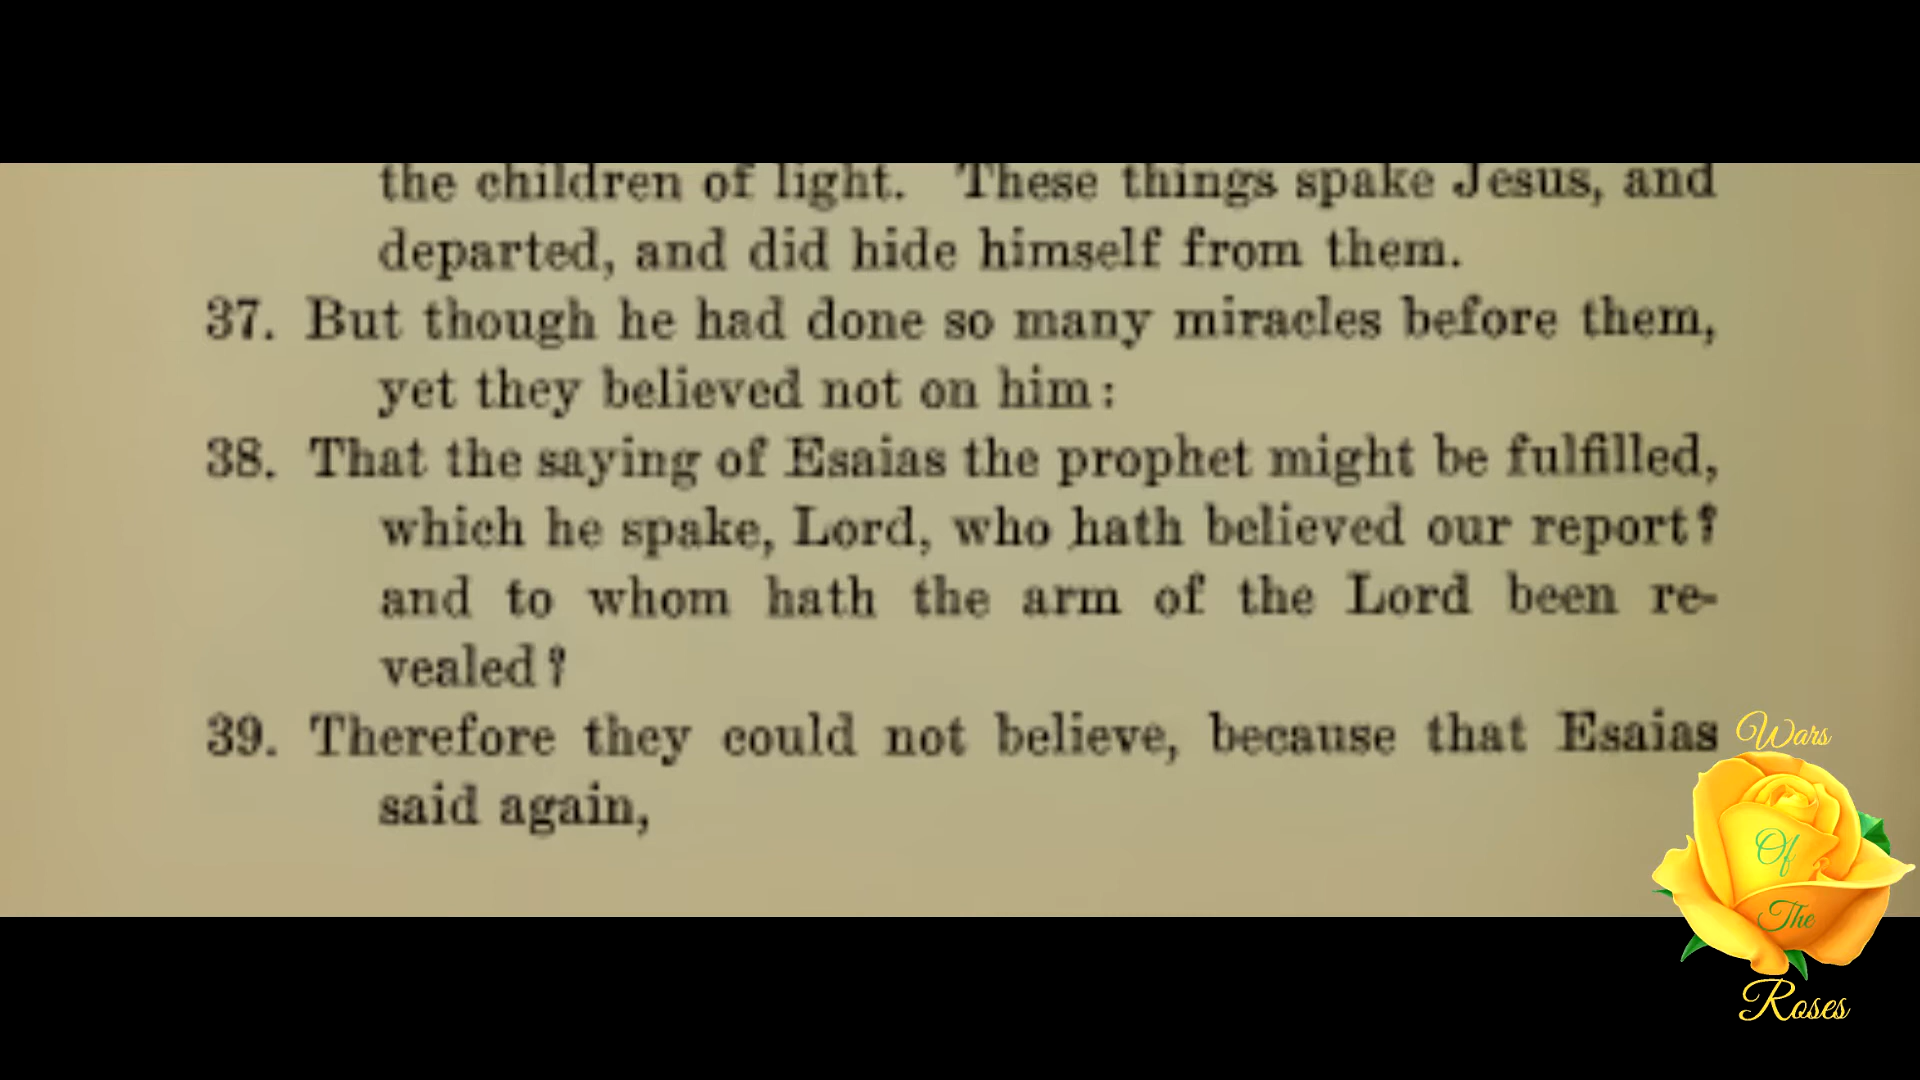 the children of light. These things spake Jesus, and
departed, and did hide himself from them.
37. But though he had done so many miracles before them,
yet they believed not on him:
38. That the saying of Esaias the prophet might be fulfilled,
which he spake, Lord, who hath believed our report?
and to whom hath the arm of the Lord been re-
vealed?
39. Therefore they could not believe, because that Esaias
said again,
Wars
Of
The
Roses